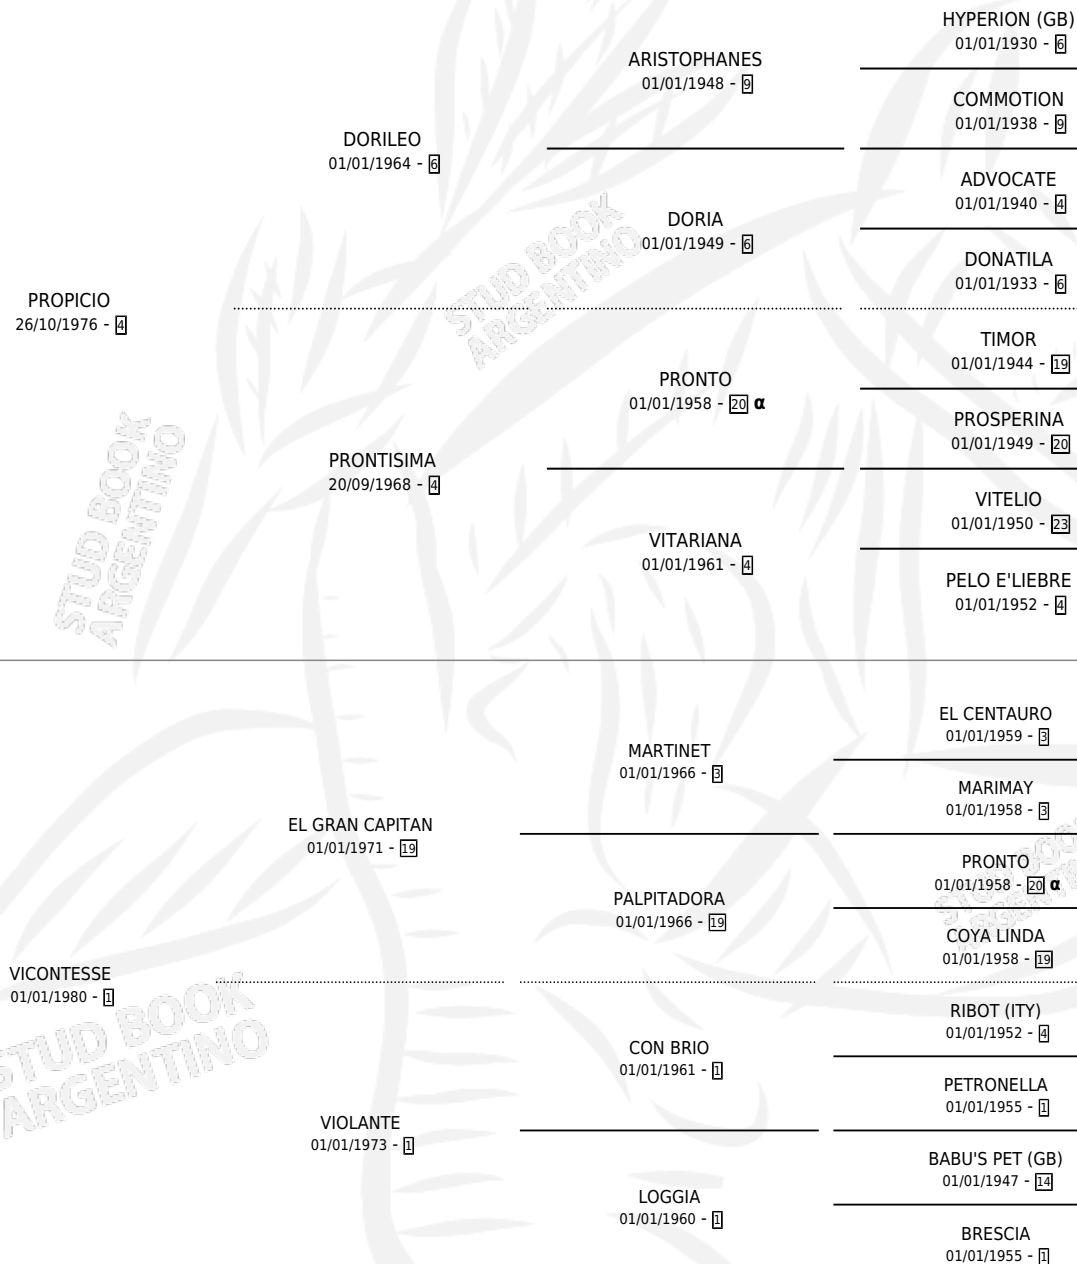 HYPERION (GB)
01/01/1930 - 6
ARISTOPHANES
01/01/1948 - 9
COMMOTION
01/01/1938 - 9
DORILEO
01/01/1964 - 6
ADVOCATE
01/01/1940 - 4
DORIA
01/01/1949 - 6
DONATILA
01/01/1933 - 6
PROPICIO
26/10/1976 - 4
TIMOR
01/01/1944 - 19
PRONTO
01/01/1958 - 20 α
PROSPERINA
01/01/1949 - 20
PRONTISIMA
20/09/1968 - 4
VITELIO
01/01/1950 - 23
VITARIANA
01/01/1961 - 4
PELO E'LIEBRE
01/01/1952 - 4
EL CENTAURO
01/01/1959 - 3
MARTINET
01/01/1966 - 3
MARIMAY
01/01/1958 - 3
EL GRAN CAPITAN
01/01/1971 - 19
PRONTO
01/01/1958 - 20 α
PALPITADORA
01/01/1966 - 19
COYA LINDA
01/01/1958 - 19
VICONTESSE
01/01/1980 - 1
RIBOT (ITY)
01/01/1952 - 4
CON BRIO
01/01/1961 - 1
PETRONELLA
01/01/1955 - 1
VIOLANTE
01/01/1973 - 1
BABU'S PET (GB)
01/01/1947 - 14
LOGGIA
01/01/1960 - 1
BRESCIA
01/01/1955 - 1
STUD BOOK
ARGENTINO
STUD BOOK
ARGENTINO
STUD BOOK
ARGENTINO